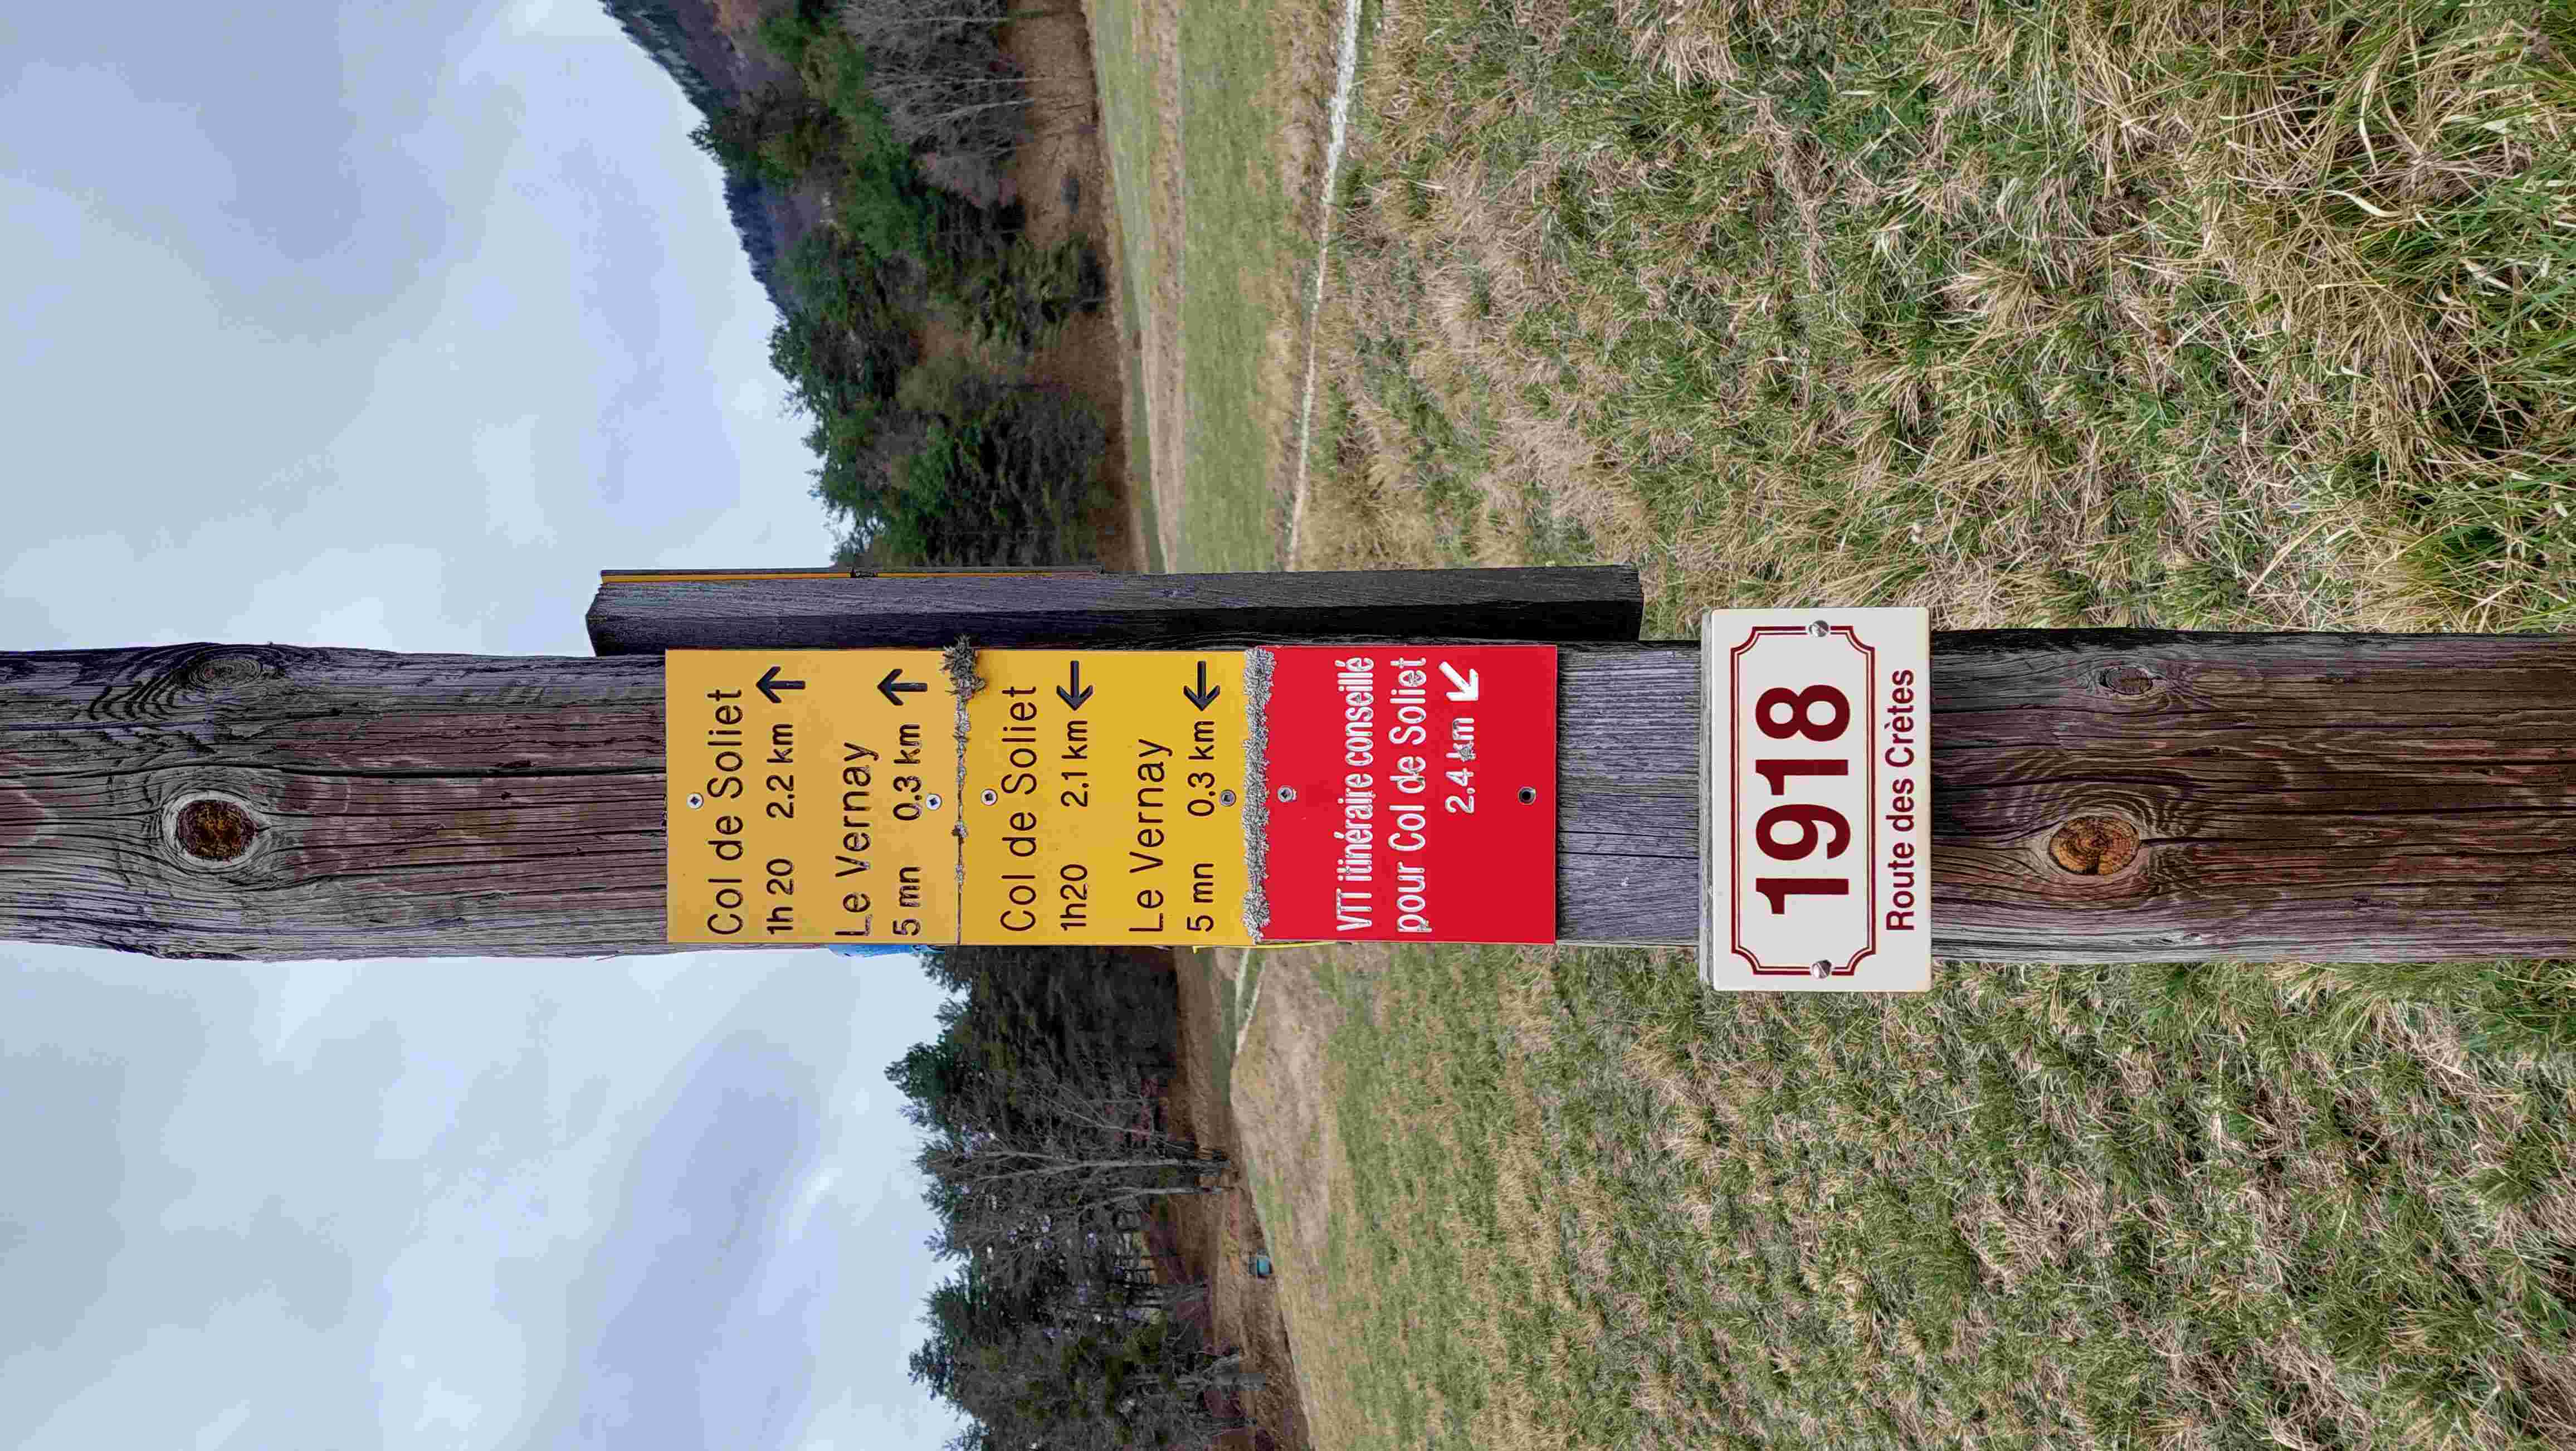 Col de Soliet
1h 20 2.2 km ↑
Le Vernay
5 mn 0.3 km ↑
Col de Soliet
1h20 2.1 km ←
Le Vernay
5 mn 0.3 km ←
VTT itinéraire conseillé
pour Col de Soliet
2.4 km ↙
1918
Route des Crètes